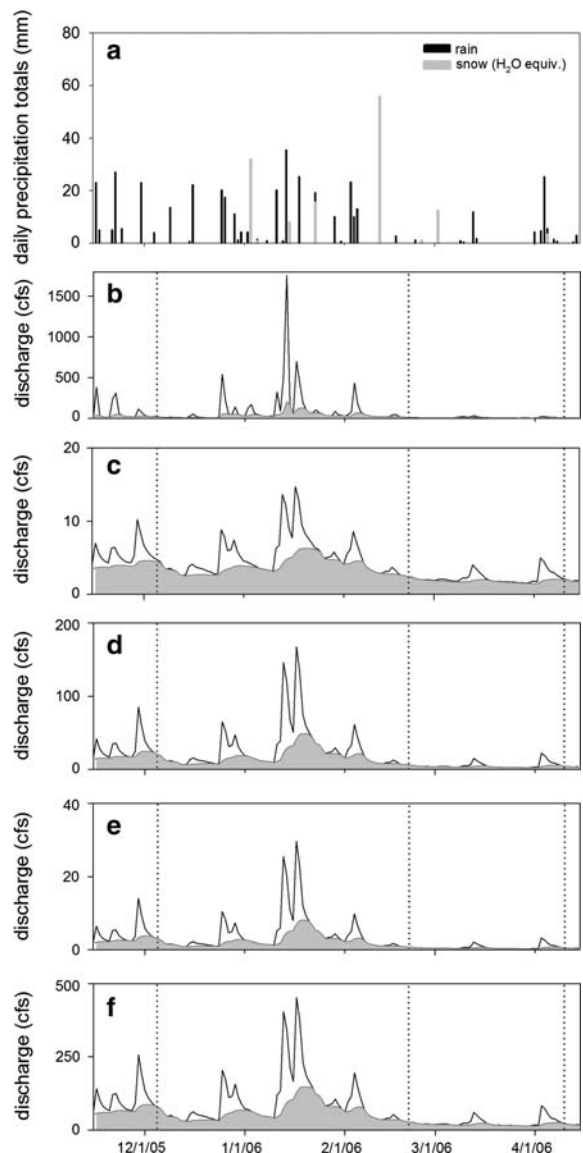 daily precipitation totals (mm)
80
60
40
20
0
a
rain
snow (H₂O equiv.)
discharge (cfs)
1500
1000
500
0
b
discharge (cfs)
20
10
0
c
discharge (cfs)
200
100
0
d
discharge (cfs)
40
20
0
e
discharge (cfs)
500
250
0
f
12/1/05 1/1/06 2/1/06 3/1/06 4/1/06